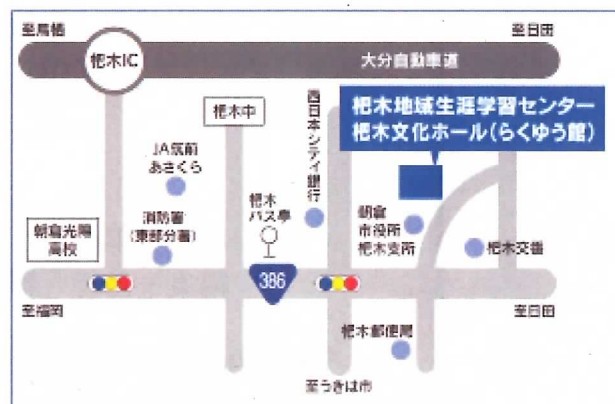 至鳥栖
至日田
杷木IC
大分自動車道
杷木中
西日本シティ銀行
杷木地域生涯学習センター
杷木文化ホール(らくゆう館)
JA筑前
あさくら
杷木
バス亭
朝倉光陽
高校
消防署
(東部分署)
朝倉
市役所
杷木支所
杷木交番
386
至福岡
至日田
杷木郵便局
至うきは市